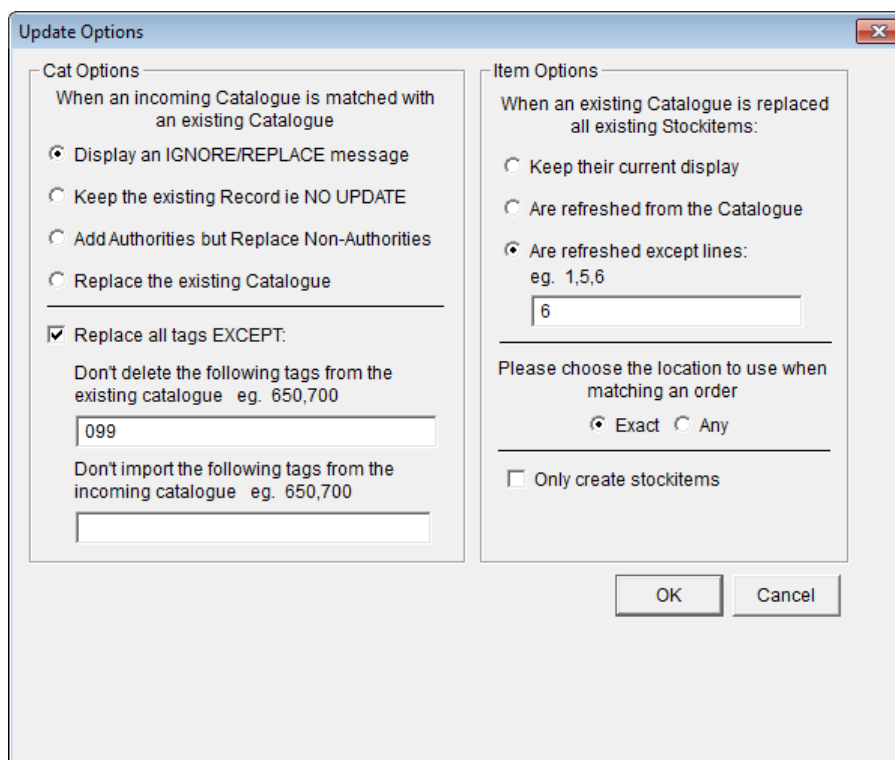 Update Options
Cat Options
When an incoming Catalogue is matched with
an existing Catalogue
Display an IGNORE/REPLACE message
Keep the existing Record ie NO UPDATE
Add Authorities but Replace Non-Authorities
Replace the existing Catalogue
Replace all tags EXCEPT:
Don't delete the following tags from the
existing catalogue eg. 650,700
099
Don't import the following tags from the
incoming catalogue eg. 650,700
Item Options
When an existing Catalogue is replaced
all existing Stockitems:
Keep their current display
Are refreshed from the Catalogue
Are refreshed except lines:
eg. 1,5,6
6
Please choose the location to use when
matching an order
Exact Any
Only create stockitems
OK Cancel